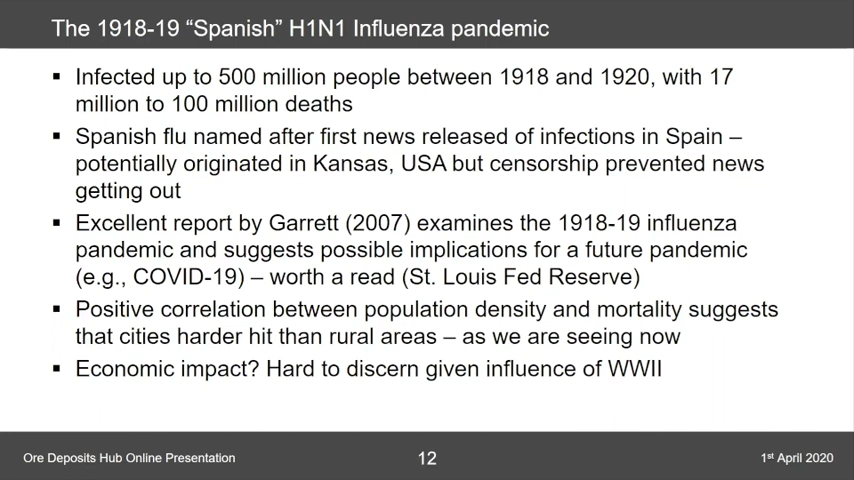 The 1918-19 “Spanish” H1N1 Influenza pandemic
▪ Infected up to 500 million people between 1918 and 1920, with 17
million to 100 million deaths
▪ Spanish flu named after first news released of infections in Spain –
potentially originated in Kansas, USA but censorship prevented news
getting out
▪ Excellent report by Garrett (2007) examines the 1918-19 influenza
pandemic and suggests possible implications for a future pandemic
(e.g., COVID-19) – worth a read (St. Louis Fed Reserve)
▪ Positive correlation between population density and mortality suggests
that cities harder hit than rural areas – as we are seeing now
▪ Economic impact? Hard to discern given influence of WWII
Ore Deposits Hub Online Presentation
12
1st April 2020